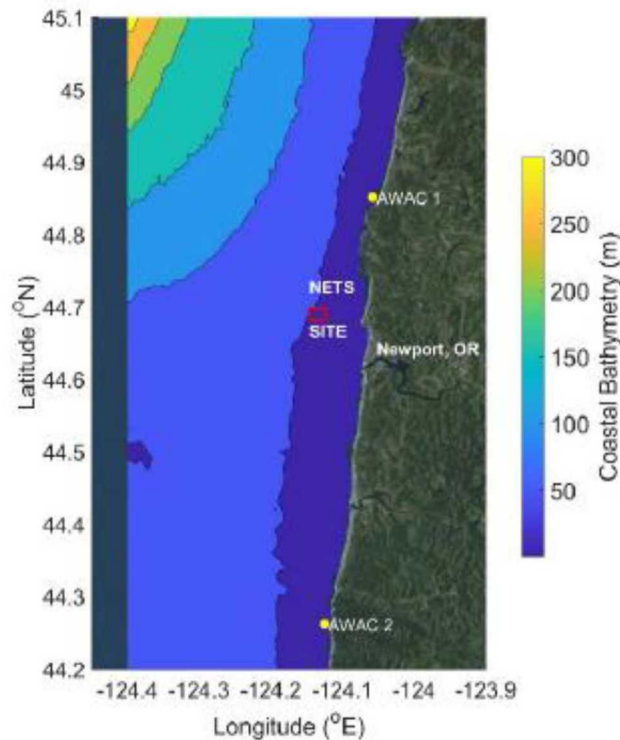 45.1
45
44.9
44.8
44.7
44.6
44.5
44.4
44.3
44.2
Latitude (°N)
AWAC 1
NETS
SITE
Newport, OR
AWAC 2
-124.4 -124.3 -124.2 -124.1 -124 -123.9
Longitude (°E)
300
250
200
150
100
50
Coastal Bathymetry (m)